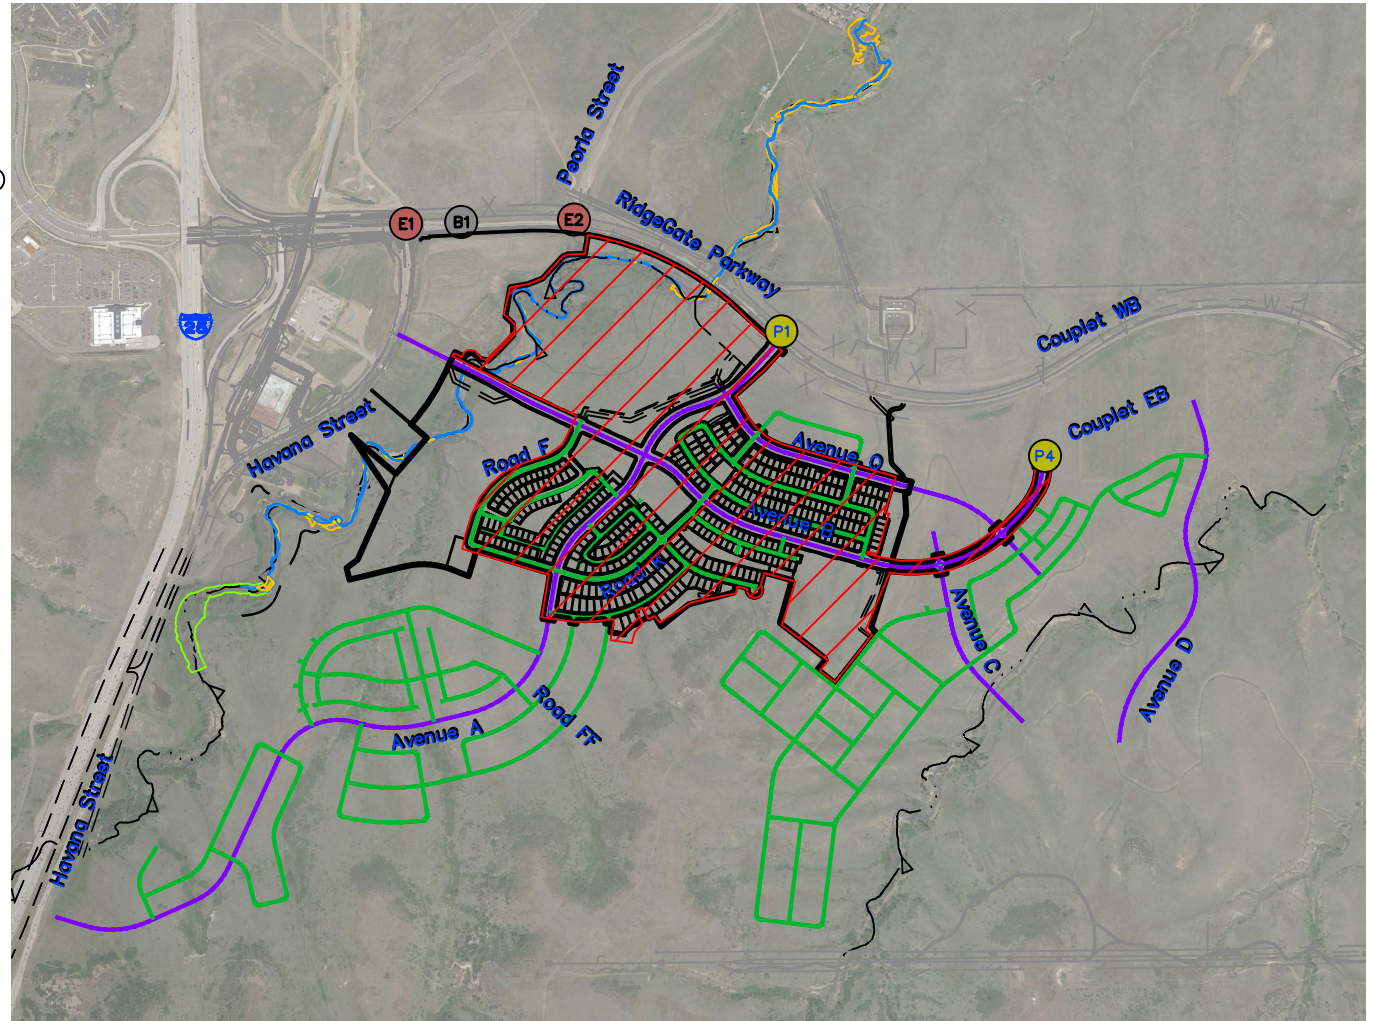 Peoria Street
RidgeGate Parkway
E1
B1
E2
25
P1
Couplet WB
Couplet EB
Havana Street
Road F
Avenue O
P4
Avenue B
Road K
Avenue C
Avenue D
Road FF
Avenue A
Havana Street